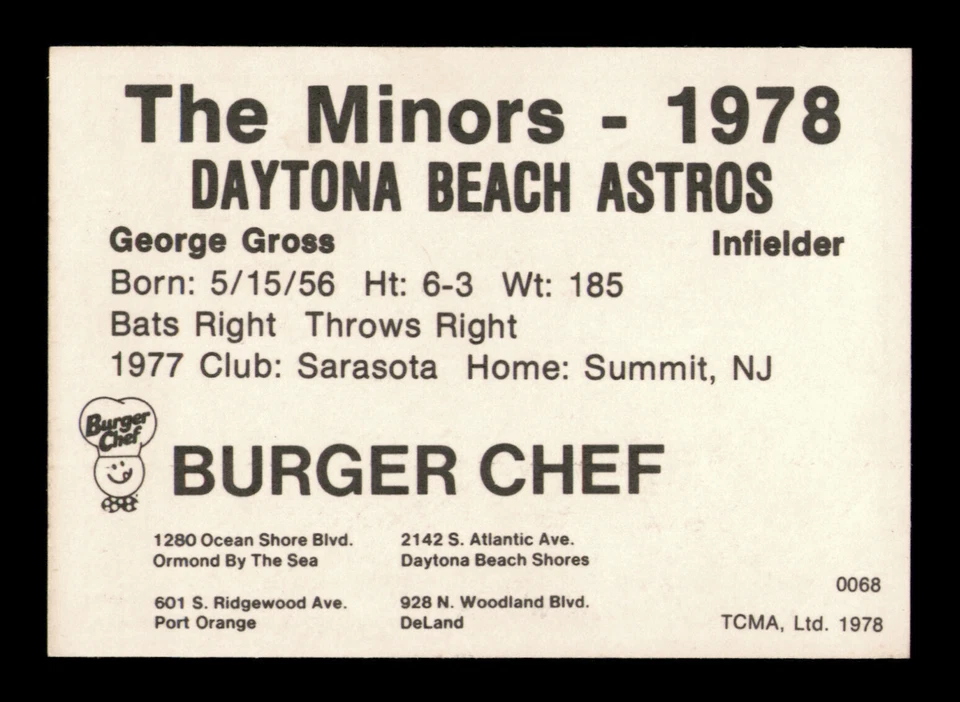 The Minors - 1978
DAYTONA BEACH ASTROS
George Gross Infielder
Born: 5/15/56 Ht: 6-3 Wt: 185
Bats Right Throws Right
1977 Club: Sarasota Home: Summit, NJ
Burger
Chef
BURGER CHEF
1280 Ocean Shore Blvd. 2142 S. Atlantic Ave.
Ormond By The Sea Daytona Beach Shores
0068
601 S. Ridgewood Ave. 928 N. Woodland Blvd.
Port Orange DeLand TCMA, Ltd. 1978